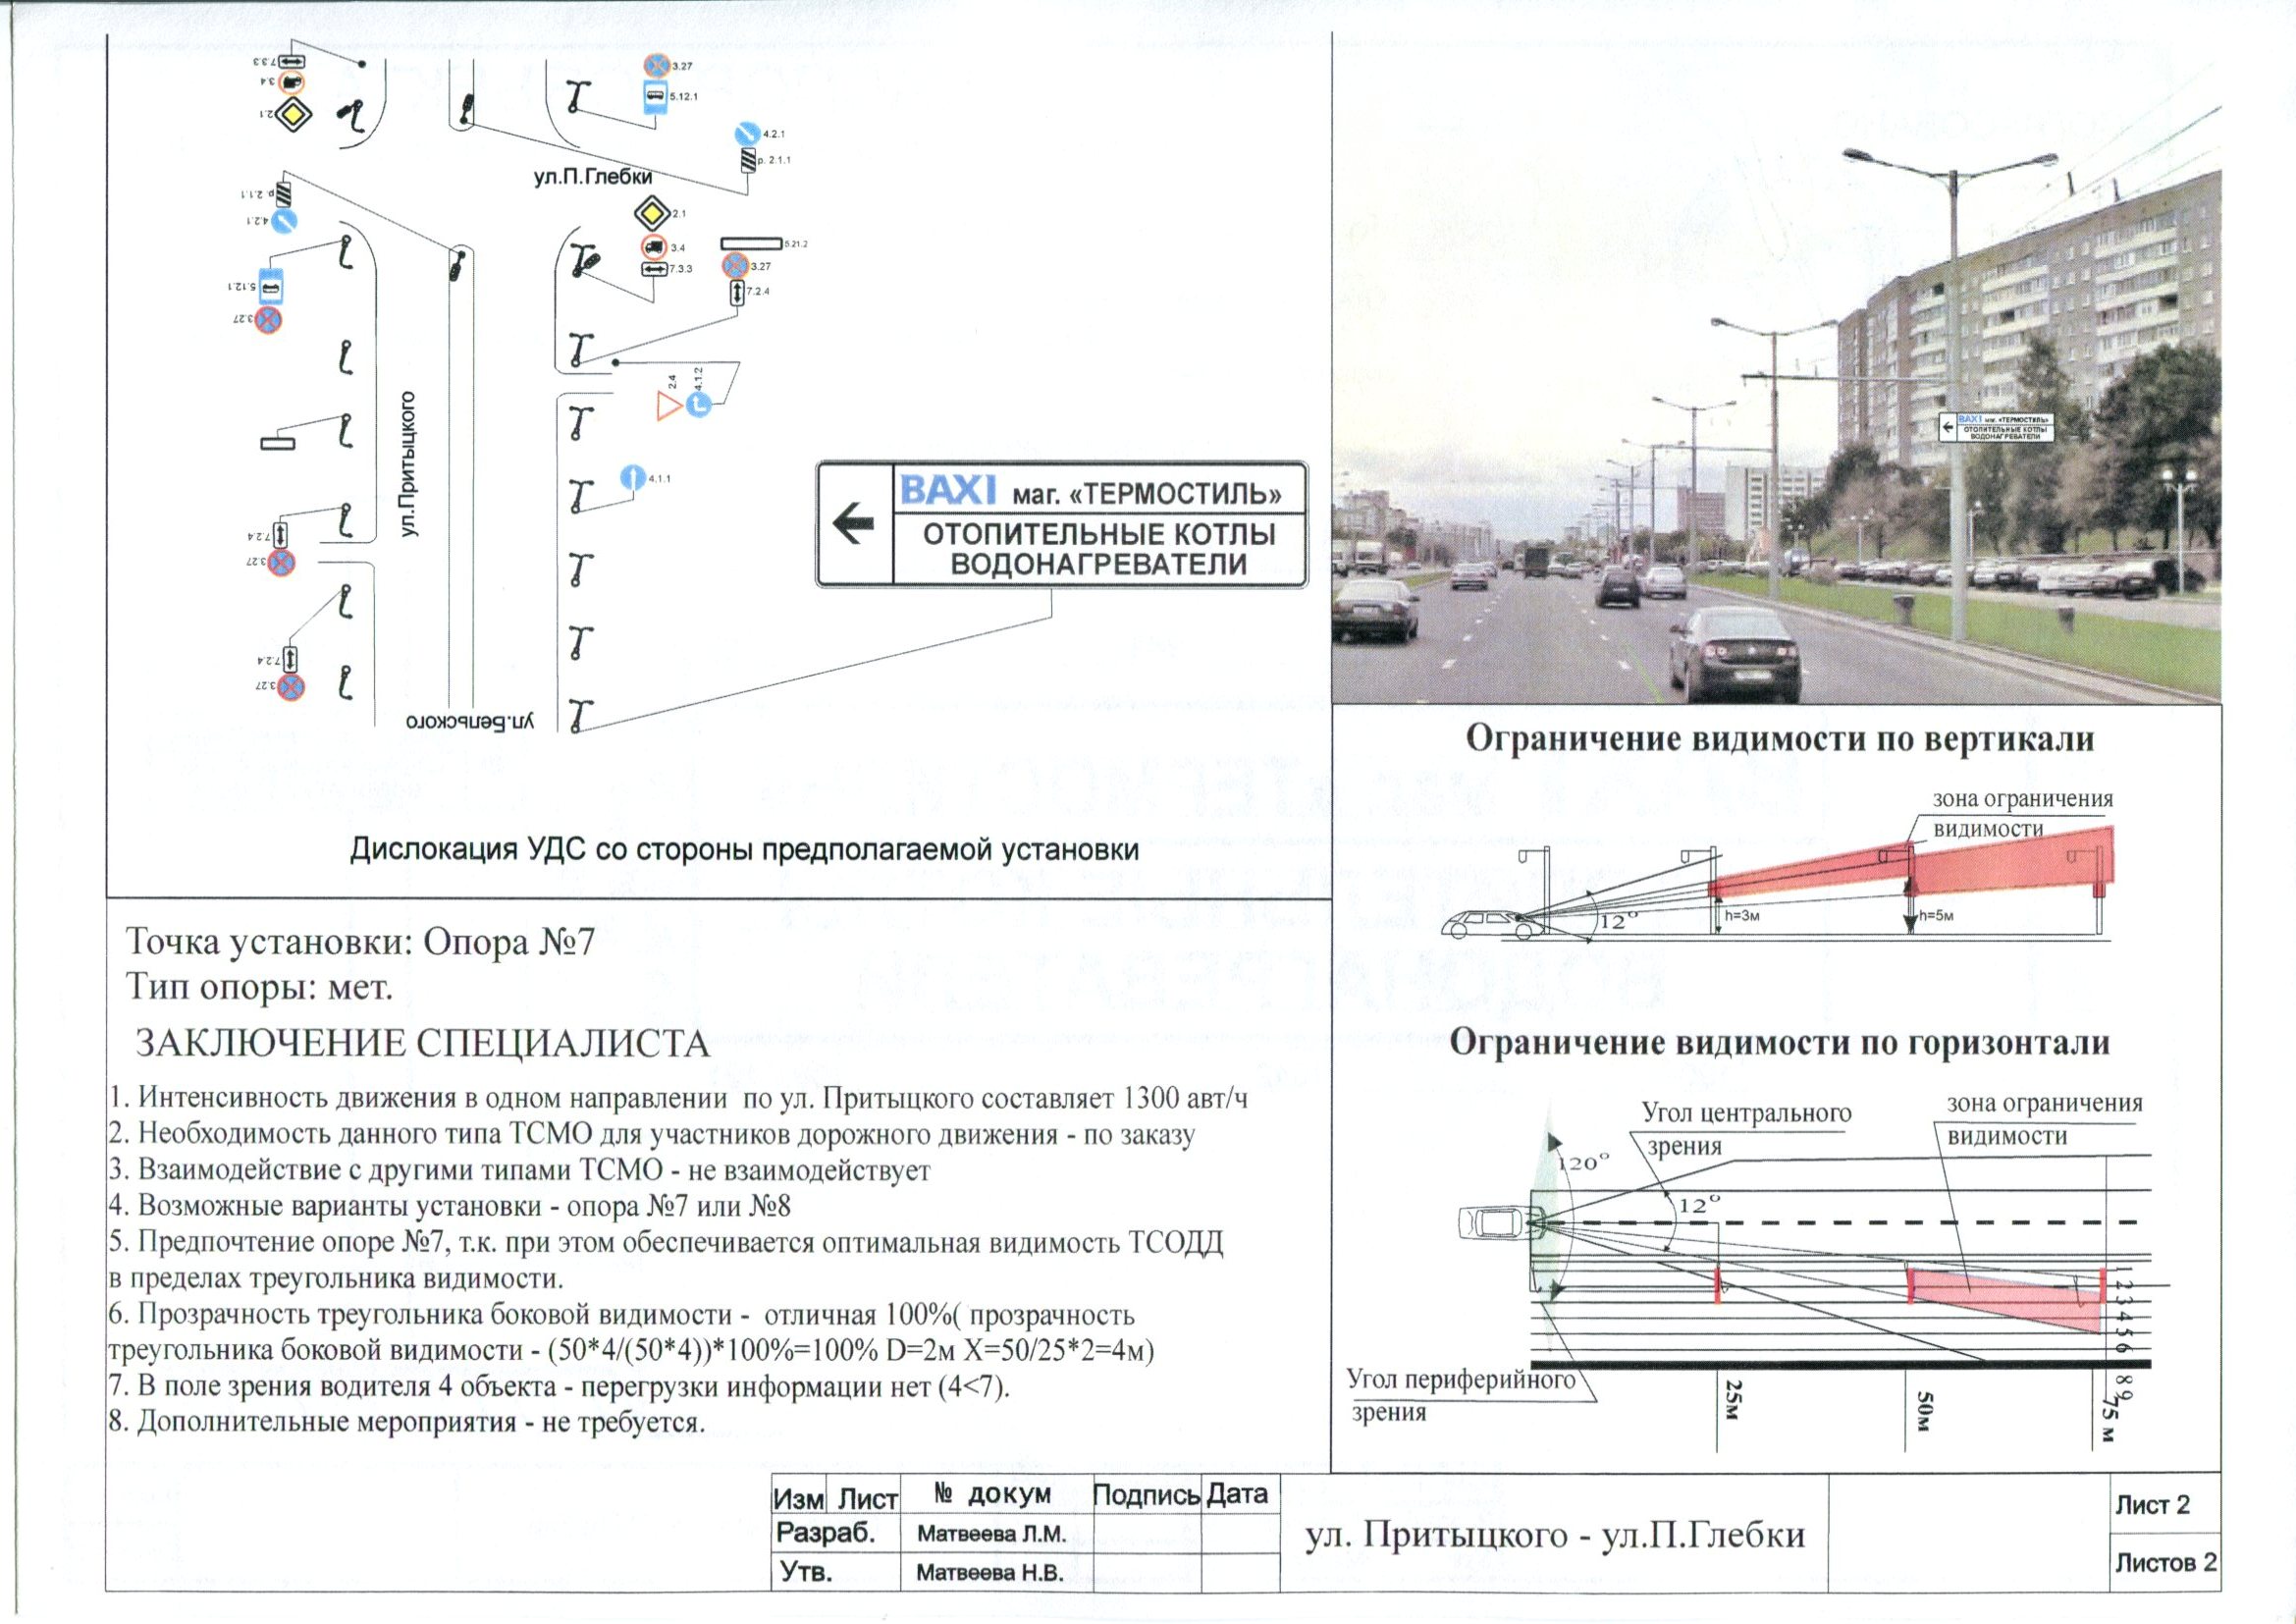 7.3.3
3.4
2.1
3.27
5.12.1
4.2.1
р. 2.1.1
ул.П.Глебки
р. 2.1.1
4.2.1
5.12.1
3.27
2.1
3.4
7.3.3
5.21.2
3.27
7.2.4
2.4
4.1.2
4.1.1
ул.Притыцкого
7.2.4
3.27
7.2.4
3.27
ул.Бельского
BAXI маг. «ТЕРМОСТИЛЬ»
ОТОПИТЕЛЬНЫЕ КОТЛЫ
ВОДОНАГРЕВАТЕЛИ
Дислокация УДС со стороны предполагаемой установки
BAXI маг. «ТЕРМОСТИЛЬ»
ОТОПИТЕЛЬНЫЕ КОТЛЫ
ВОДОНАГРЕВАТЕЛИ
Ограничение видимости по вертикали
зона ограничения
видимости
12°
h=3м
h=5м
Ограничение видимости по горизонтали
Угол центрального
зрения
зона ограничения
видимости
120°
12°
1 2 3 4 5 6 8 9
Угол периферийного
зрения
25м
50м
75 м
Точка установки: Опора №7
Тип опоры: мет.
ЗАКЛЮЧЕНИЕ СПЕЦИАЛИСТА
1. Интенсивность движения в одном направлении по ул. Притыцкого составляет 1300 авт/ч
2. Необходимость данного типа ТСМО для участников дорожного движения - по заказу
3. Взаимодействие с другими типами ТСМО - не взаимодействует
4. Возможные варианты установки - опора №7 или №8
5. Предпочтение опоре №7, т.к. при этом обеспечивается оптимальная видимость ТСОДД
в пределах треугольника видимости.
6. Прозрачность треугольника боковой видимости - отличная 100%( прозрачность
треугольника боковой видимости - (50*4/(50*4))*100%=100% D=2м X=50/25*2=4м)
7. В поле зрения водителя 4 объекта - перегрузки информации нет (4<7).
8. Дополнительные мероприятия - не требуется.
Изм Лист № докум Подпись Дата
Разраб. Матвеева Л.М.
Утв. Матвеева Н.В.
ул. Притыцкого - ул.П.Глебки
Лист 2
Листов 2